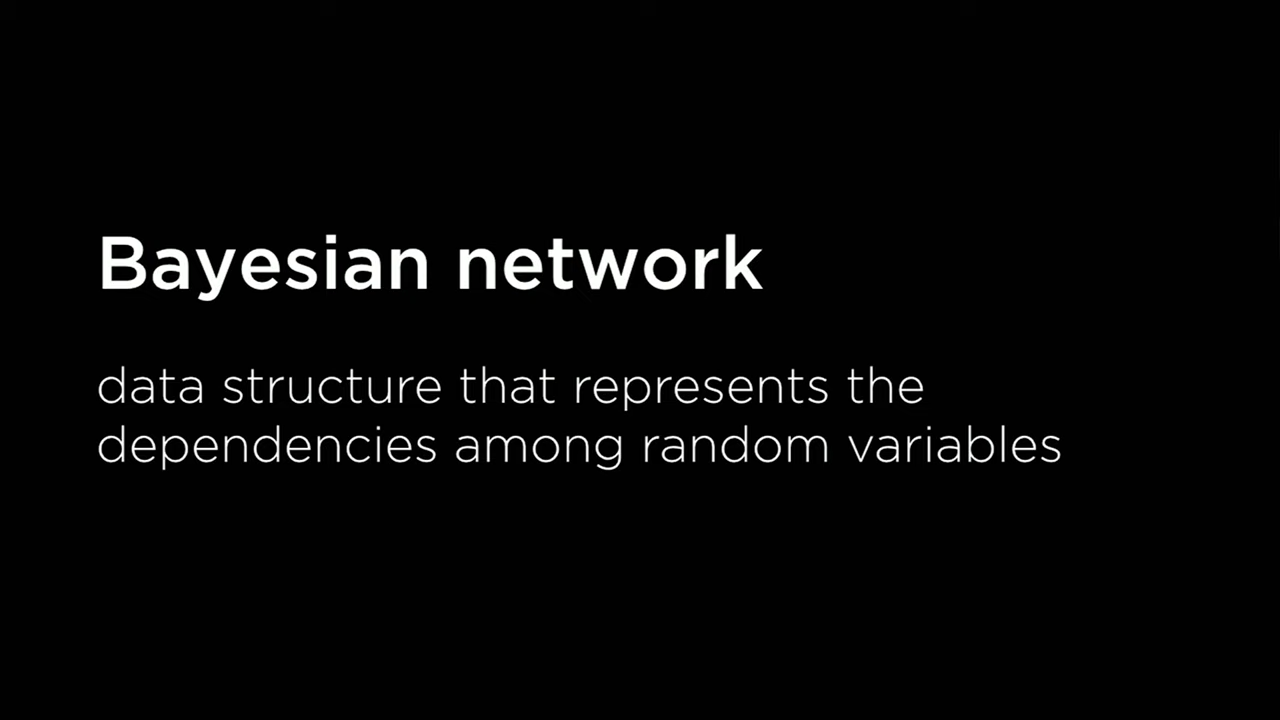 Bayesian network
data structure that represents the
dependencies among random variables